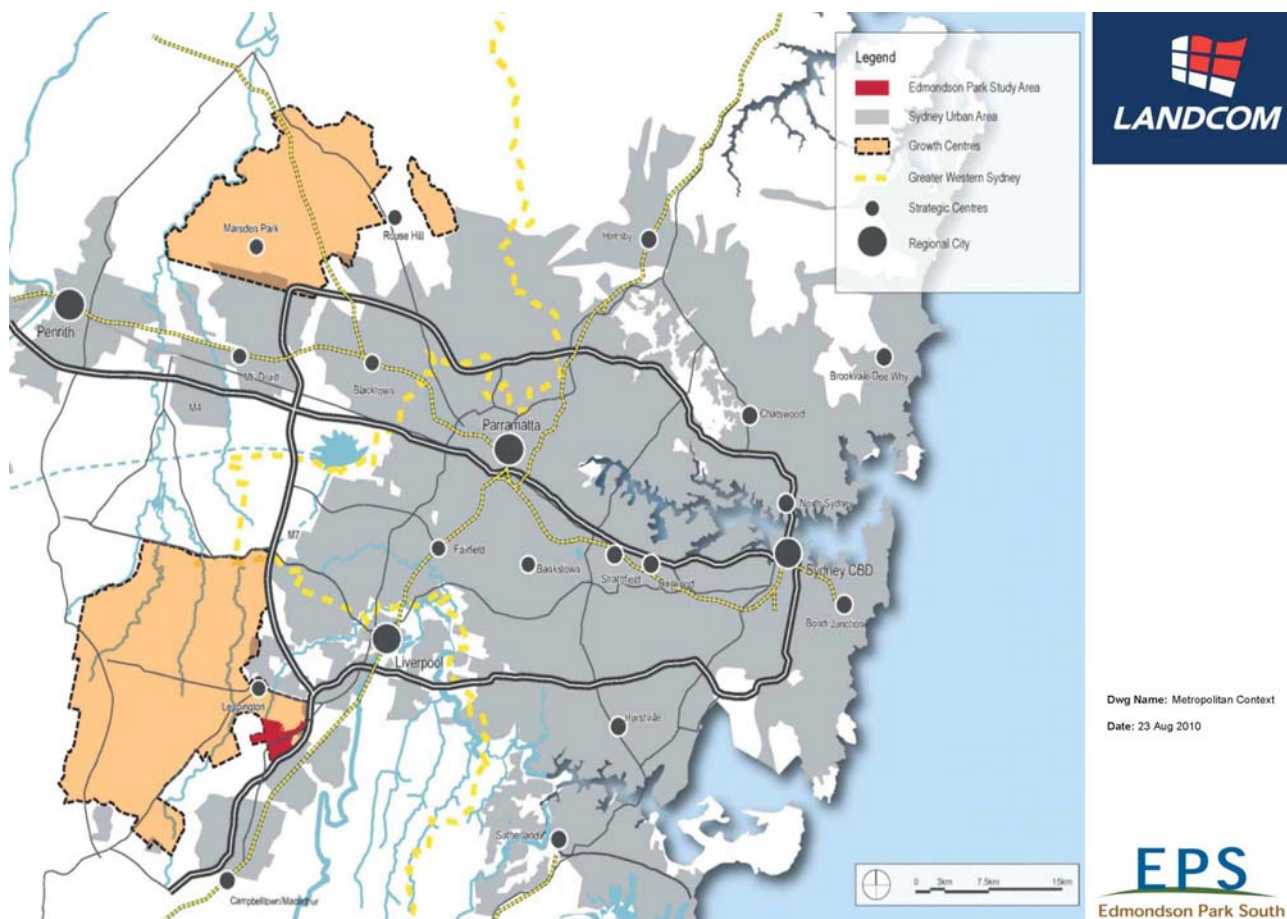 Legend
Edmondson Park Study Area
Sydney Urban Area
Growth Centres
Greater Western Sydney
Strategic Centres
Regional City
LANDCOM
Marsden Park
Rouse Hill
Hornsby
Penrith
Mt. Druitt
Blacktown
Brookvale-Dee Why
M4
Parramatta
Chatswood
North Sydney
M7
Fairfield
Bankstown
Strathfield
Burwood
Sydney CBD
Bondi Junction
Liverpool
Leppington
Hurstville
Sutherland
Campbelltown/Macarthur
0 3km 7.5km 15km
Dwg Name: Metropolitan Context
Date: 23 Aug 2010
EPS
Edmondson Park South